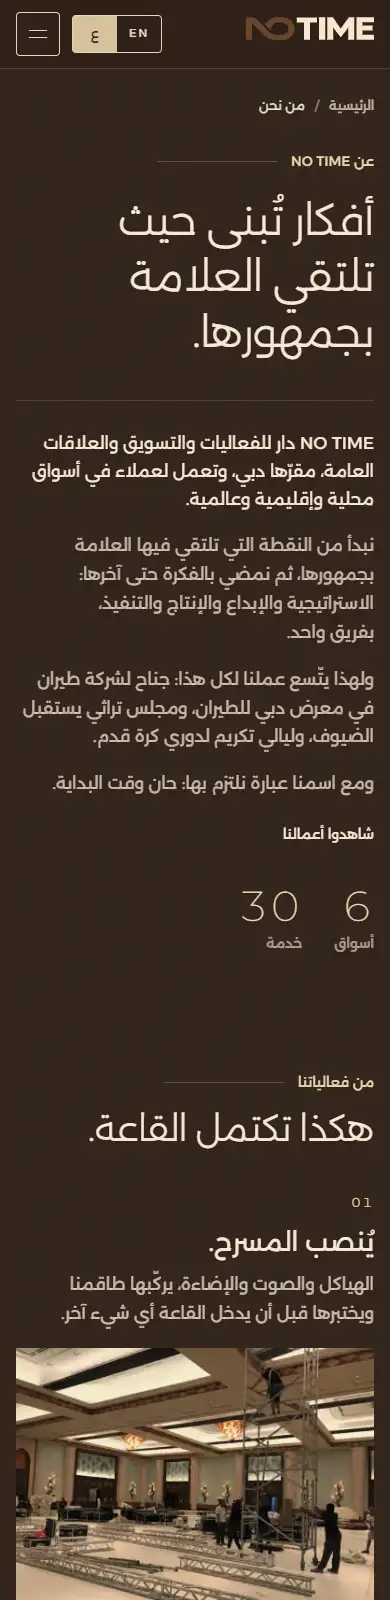 NO TIME
EN
ع
الرئيسية / من نحن
عن NO TIME
أفكار تُبنى حيث
تلتقي العلامة
بجمهورها.
NO TIME دار للفعاليات والتسويق والعلاقات
العامة، مقرّها دبي، وتعمل لعملاء في أسواق
محلية وإقليمية وعالمية.
نبدأ من النقطة التي تلتقي فيها العلامة
بجمهورها، ثم نمضي بالفكرة حتى آخرها:
الاستراتيجية والإبداع والإنتاج والتنفيذ،
بفريق واحد.
ولهذا يتّسع عملنا لكل هذا: جناح لشركة طيران
في معرض دبي للطيران، ومجلس تراثي يستقبل
الضيوف، وليالي تكريم لدوري كرة قدم.
ومع اسمنا عبارة نلتزم بها: حان وقت البداية.
شاهدوا أعمالنا
6 30
أسواق خدمة
من فعالياتنا
هكذا تكتمل القاعة.
01
يُنصب المسرح.
الهياكل والصوت والإضاءة، يركّبها طاقمنا
ويختبرها قبل أن يدخل القاعة أي شيء آخر.